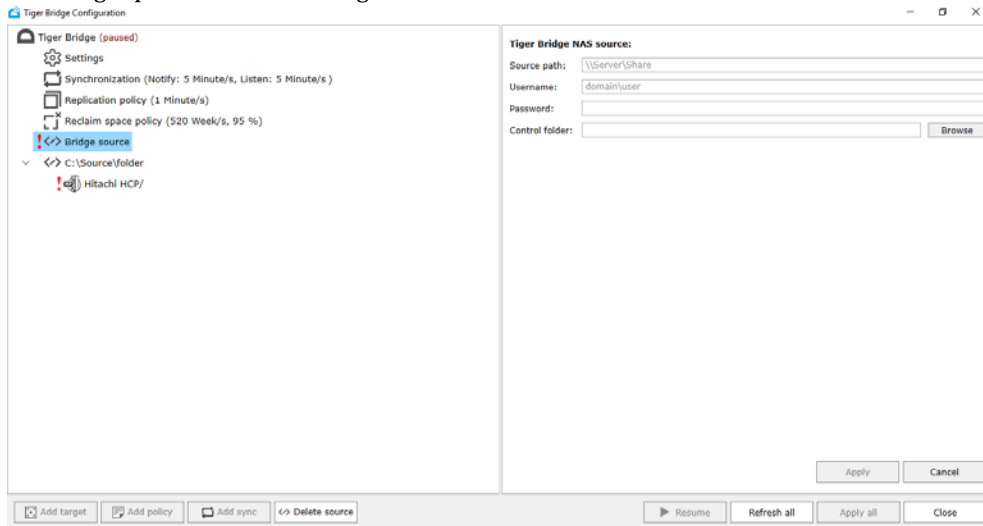 Tiger Bridge Configuration
Tiger Bridge (paused)
Settings
Synchronization (Notify: 5 Minute/s, Listen: 5 Minute/s )
Replication policy (1 Minute/s)
Reclaim space policy (520 Week/s, 95 %)
! Bridge source
C:\Source\folder
! Hitachi HCP/
Tiger Bridge NAS source:
Source path: \\Server\Share
Username: domain\user
Password:
Control folder: Browse
Apply Cancel
Add target Add policy Add sync Delete source Resume Refresh all Apply all Close